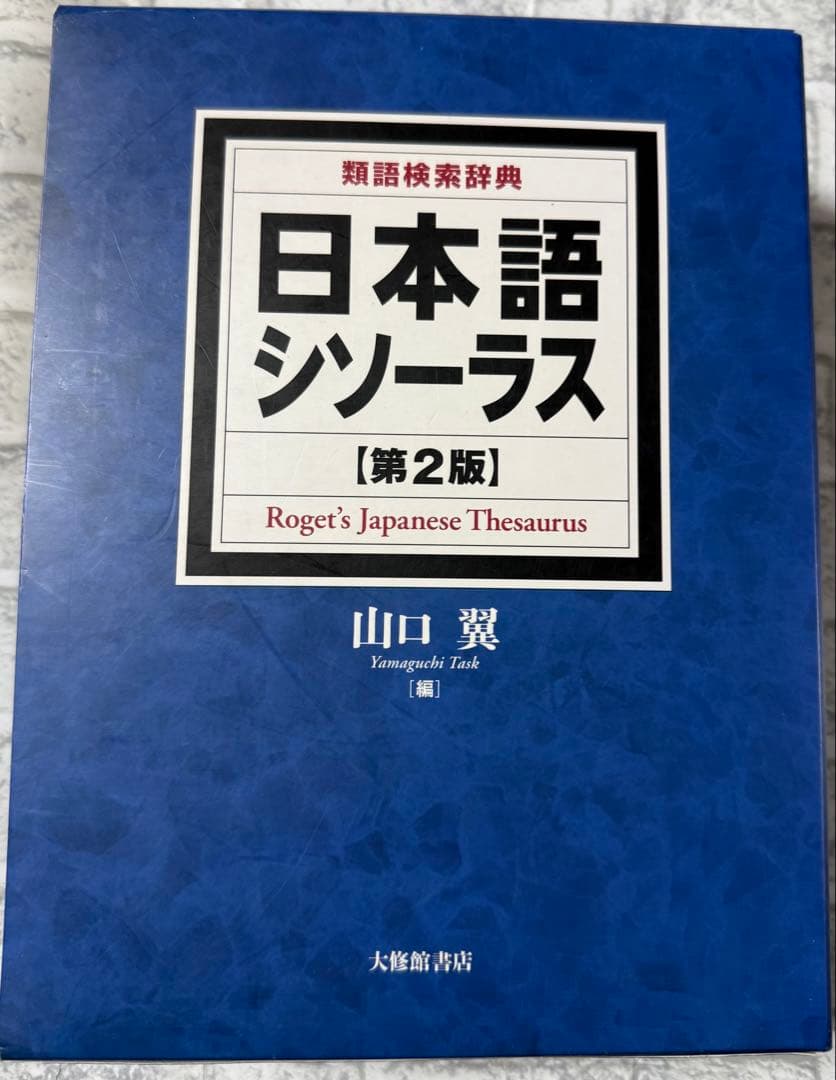 類語検索辞典
日本語
シソーラス
【第2版】
Roget's Japanese Thesaurus
山口 翼
Yamaguchi Task
［編］
大修館書店